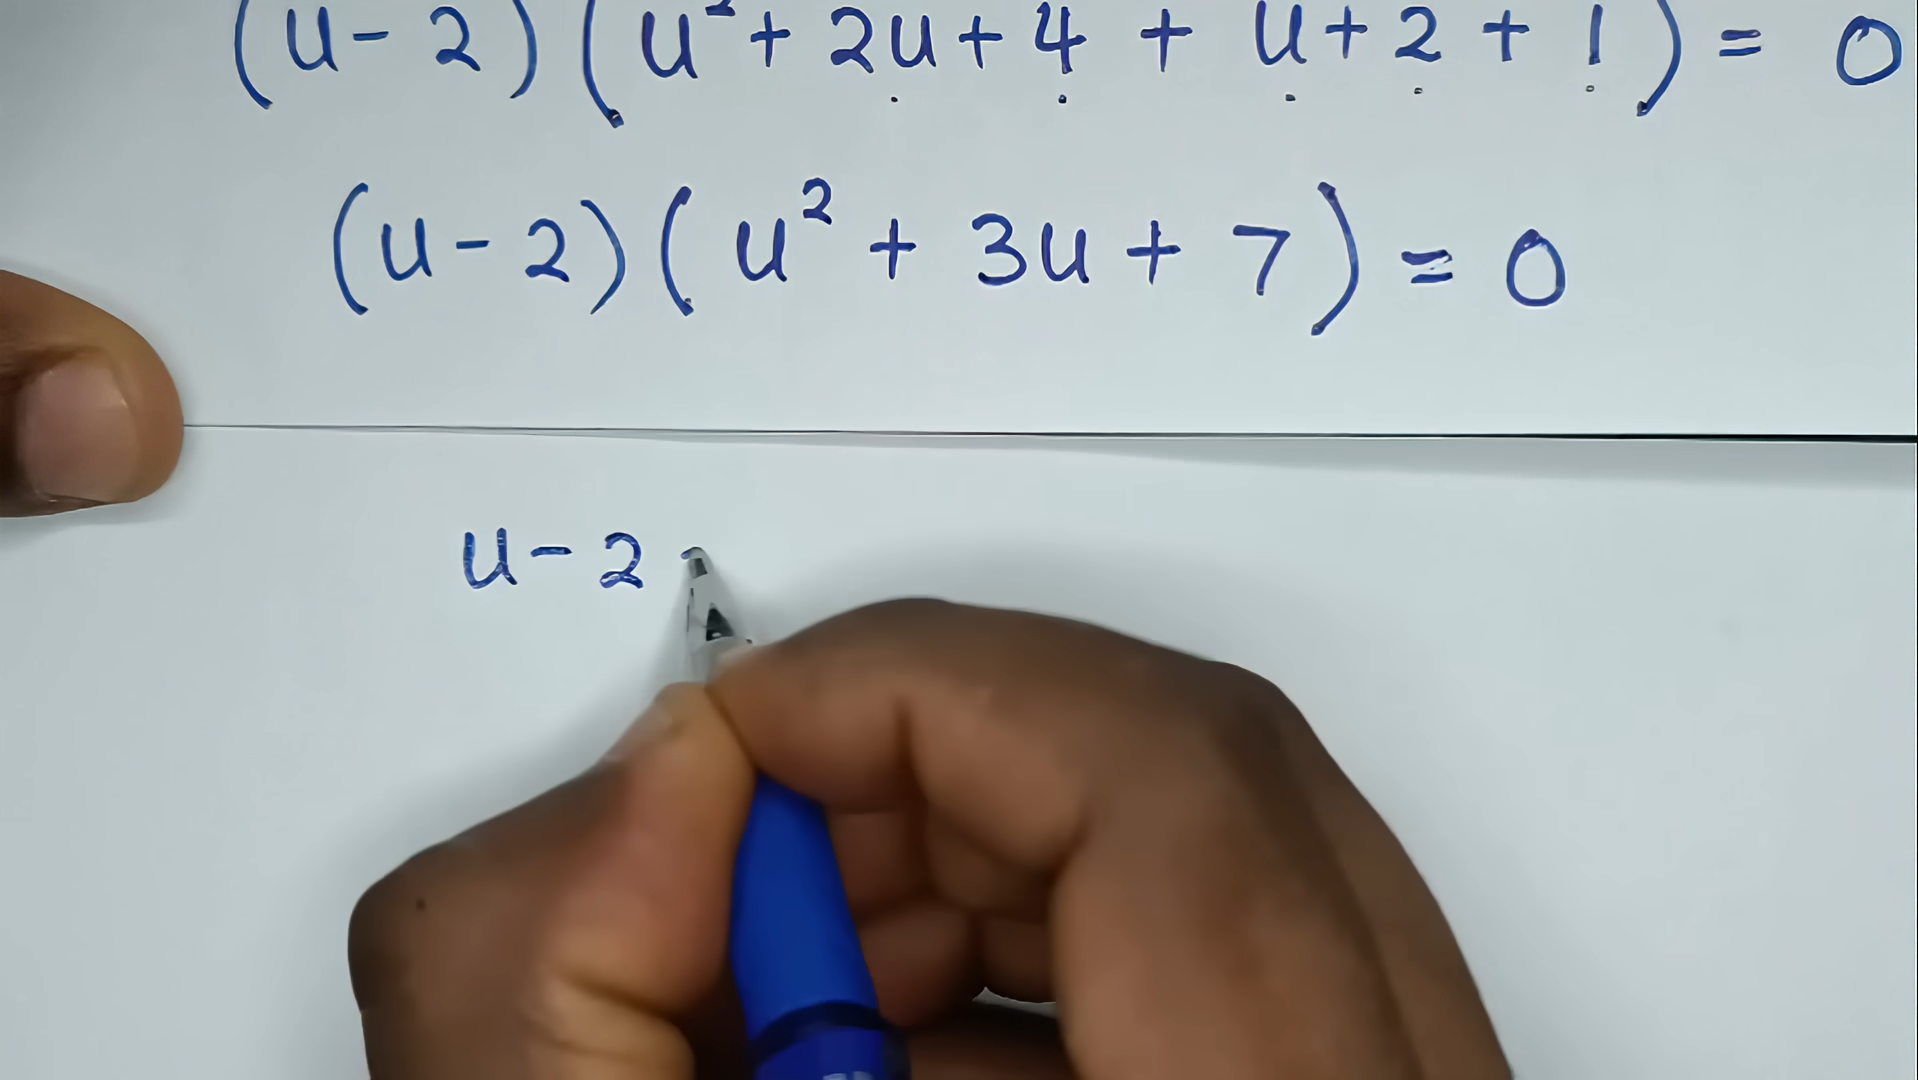 (u - 2)(u² + 2u + 4 + u + 2 + 1) = 0
(u - 2)(u² + 3u + 7) = 0
u - 2